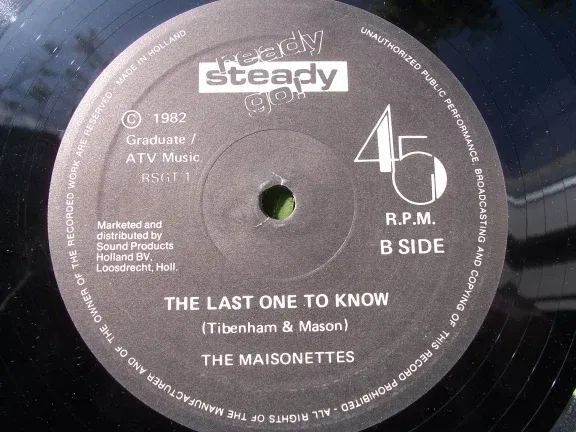 ready
steady
go!
© 1982
Graduate /
ATV Music
RSGT 1
45
R.P.M.
B SIDE
Marketed and
distributed by
Sound Products
Holland BV,
Loosdrecht, Holl.
THE LAST ONE TO KNOW
(Tibenham & Mason)
THE MAISONETTES
UNAUTHORIZED PUBLIC PERFORMANCE, BROADCASTING AND COPYING OF THIS RECORD PROHIBITED - ALL RIGHTS OF THE MANUFACTURER AND OF THE OWNER OF THE RECORDED WORK ARE RESERVED - MADE IN HOLLAND